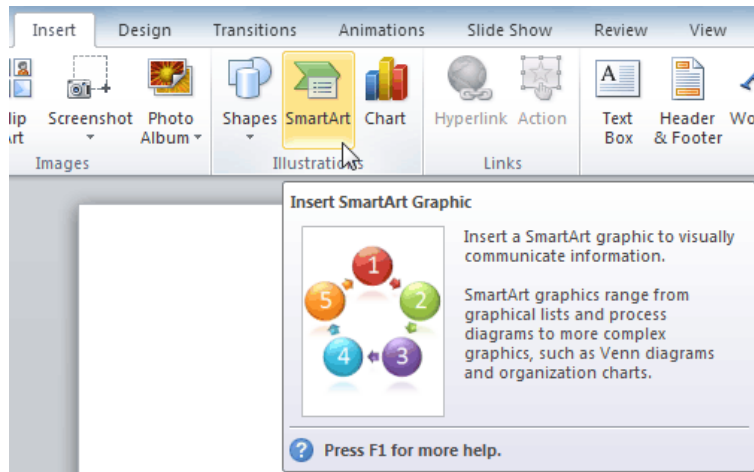 Insert Design Transitions Animations Slide Show Review View
Screenshot Photo Album Shapes SmartArt Chart Hyperlink Action Text Box Header & Footer
Images Illustrations Links
Insert SmartArt Graphic
Insert a SmartArt graphic to visually
communicate information.
SmartArt graphics range from
graphical lists and process
diagrams to more complex
graphics, such as Venn diagrams
and organization charts.
1
5 2
4 3
? Press F1 for more help.